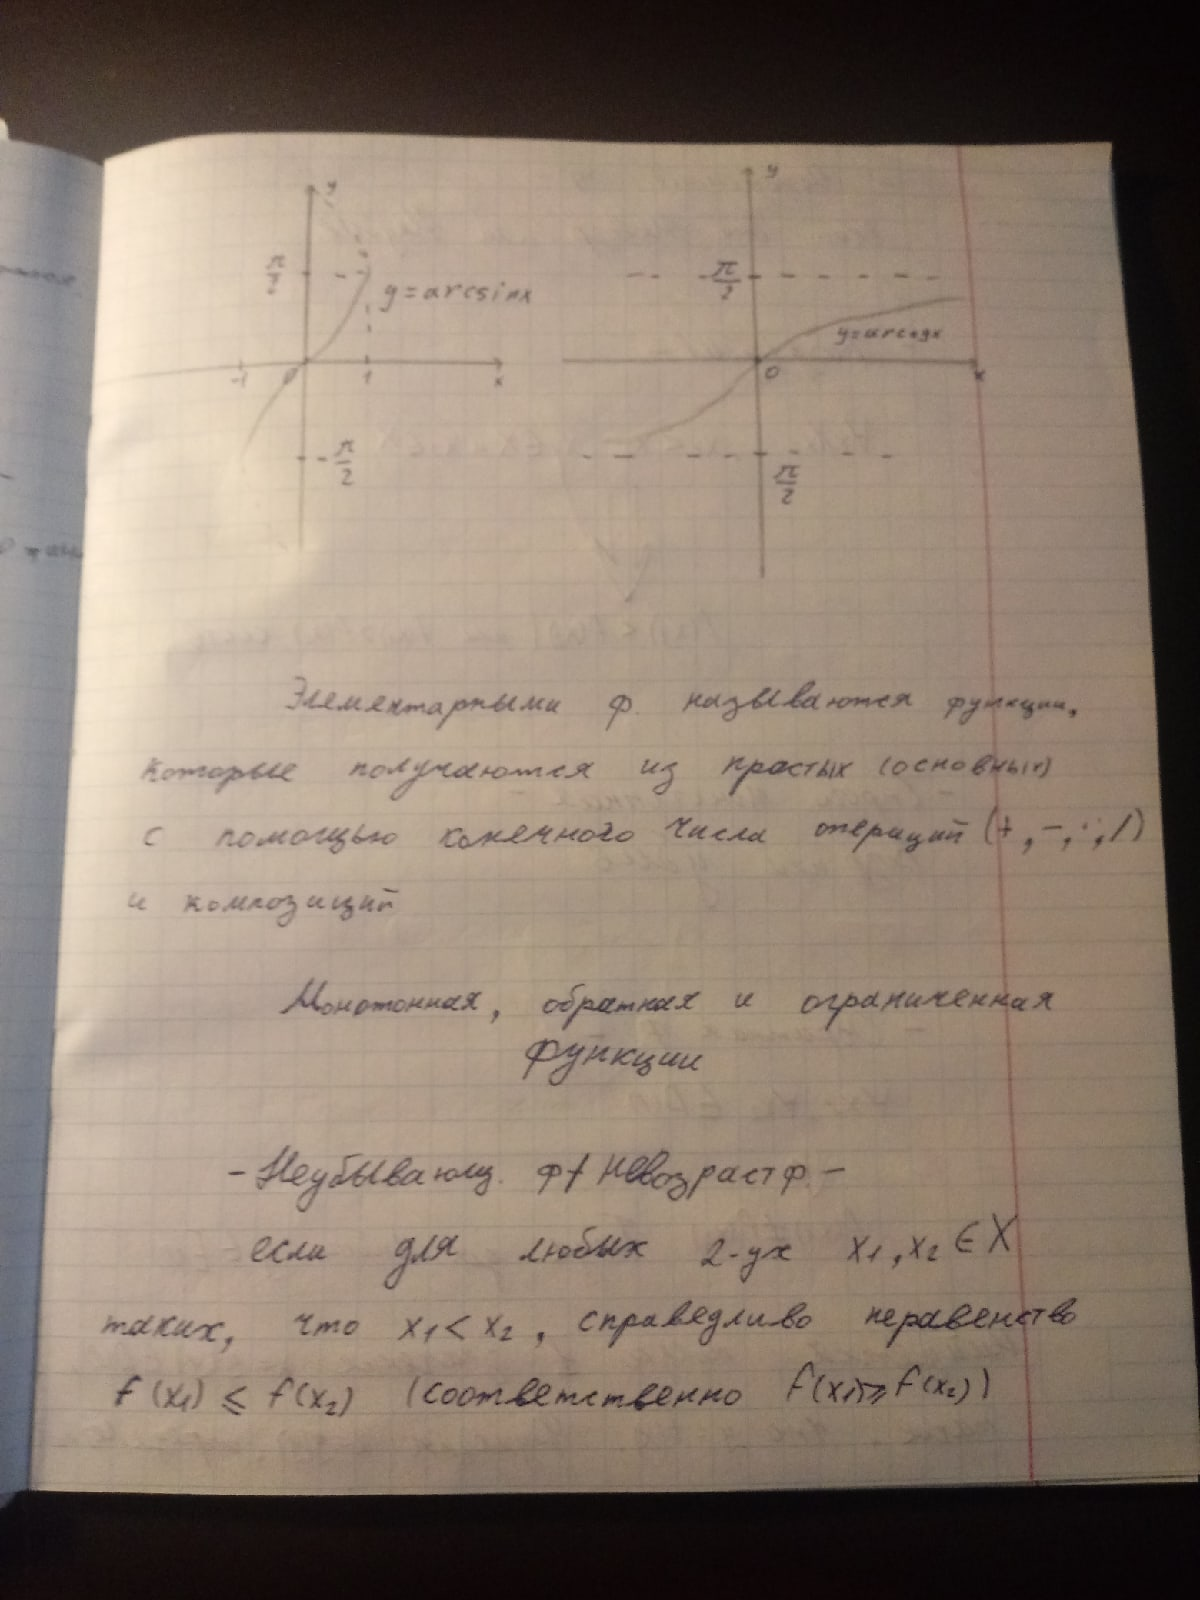 y
π/2
y=arcsinx
-1
0
1
x
-π/2
y
π/2
y=arctgx
0
x
π/2
Элементарными ф. называются функции,
которые получаются из простых (основных)
с помощью конечного числа операций (+, -, ·, /)
и композиций
Монотонная, обратная и ограниченная
функции
- Неубывающ. ф / Невозраст ф. -
если для любых 2-ух x₁, x₂ ∈ X
таких, что x₁ < x₂, справедливо неравенство
f(x₁) ⩽ f(x₂) (соответственно f(x₁) ⩾ f(x₂))